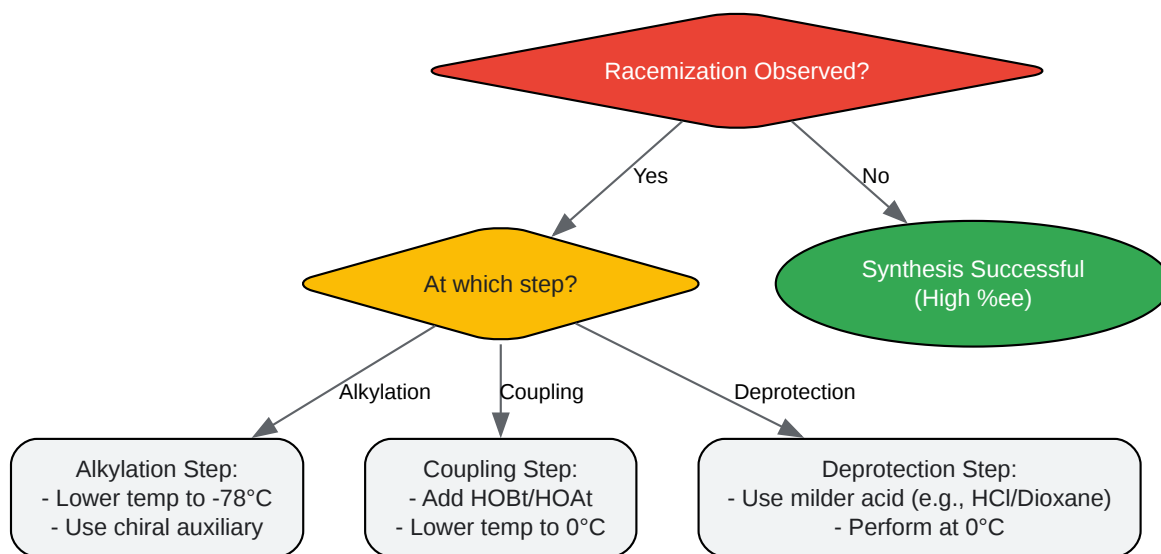 Racemization Observed?
Yes
No
At which step?
Synthesis Successful
(High %ee)
Alkylation
Coupling
Deprotection
Alkylation Step:
- Lower temp to -78°C
- Use chiral auxiliary
Coupling Step:
- Add HOBt/HOAt
- Lower temp to 0°C
Deprotection Step:
- Use milder acid (e.g., HCl/Dioxane)
- Perform at 0°C